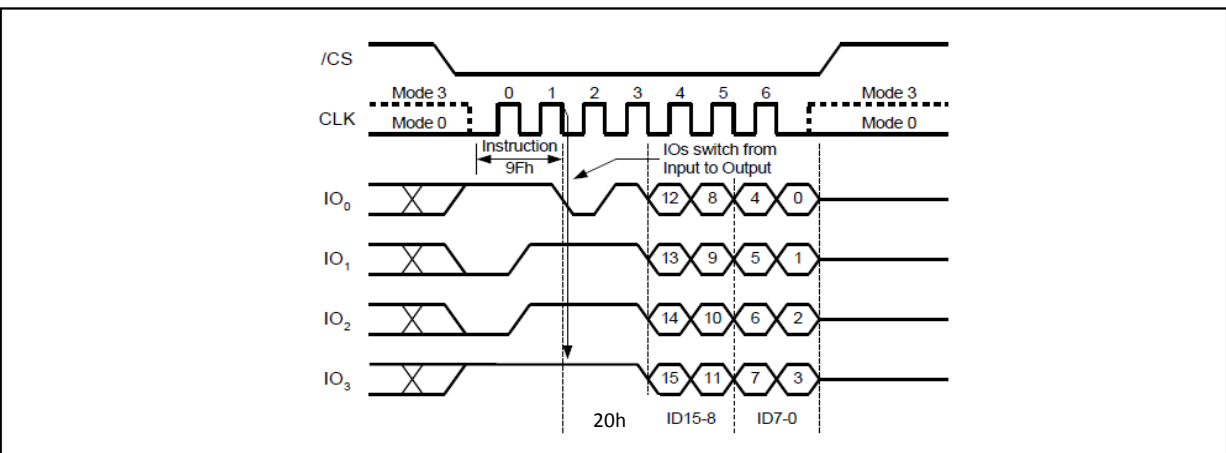 /CS
Mode 3 0 1 2 3 4 5 6 Mode 3
CLK
Mode 0 Mode 0
Instruction IOs switch from
9Fh Input to Output
IO0 12 8 4 0
IO1 13 9 5 1
IO2 14 10 6 2
IO3 15 11 7 3
20h ID15-8 ID7-0